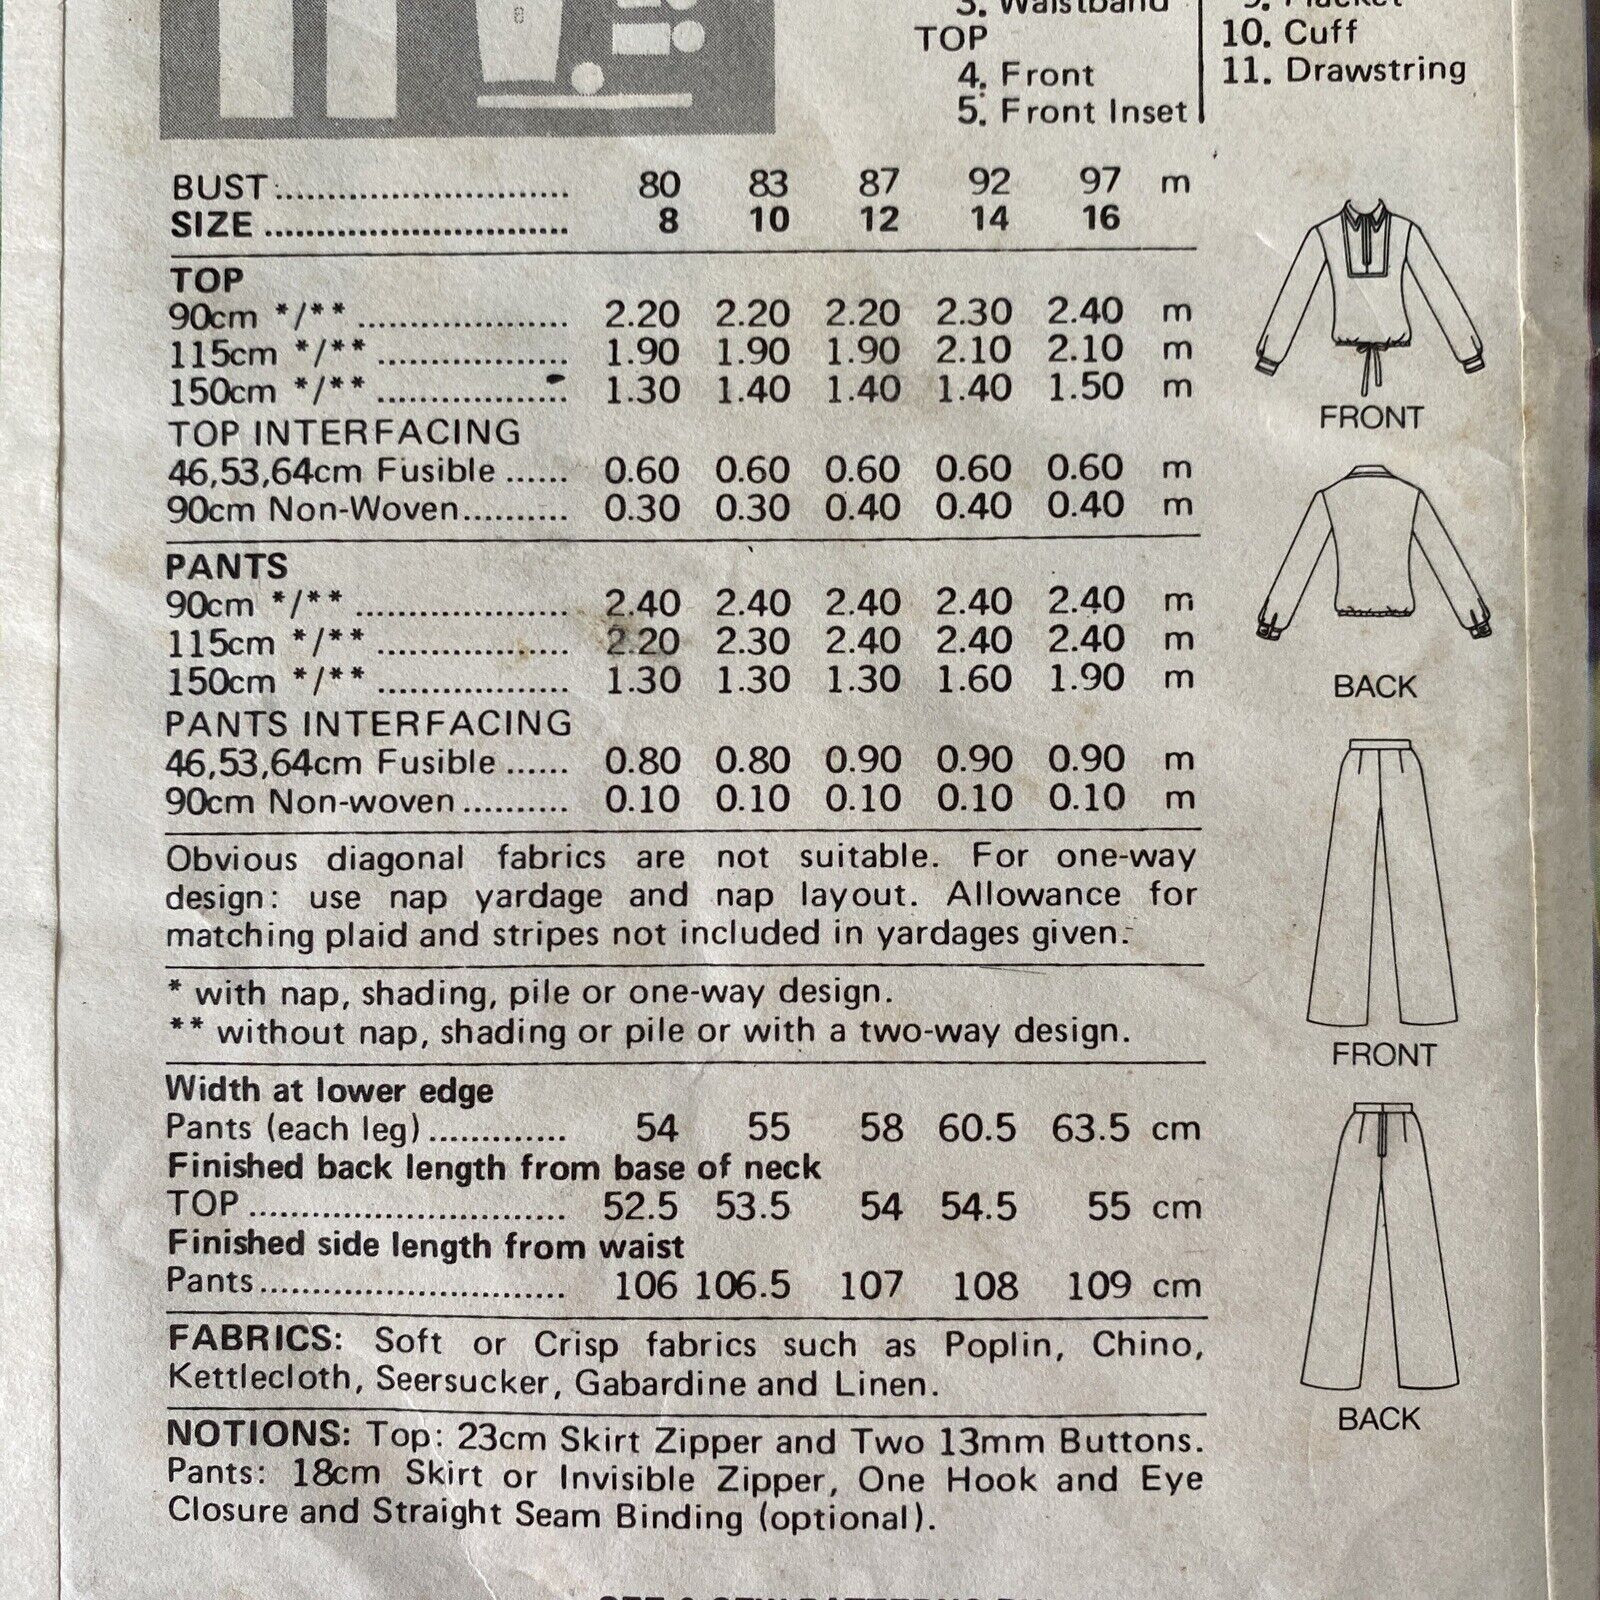 3. Waistband
TOP
4. Front
5. Front Inset
9. Placket
10. Cuff
11. Drawstring
BUST............................ 80 83 87 92 97 m
SIZE ............................. 8 10 12 14 16
TOP
90cm */** .................... 2.20 2.20 2.20 2.30 2.40 m
115cm */** .................. 1.90 1.90 1.90 2.10 2.10 m
150cm */** .................. 1.30 1.40 1.40 1.40 1.50 m
TOP INTERFACING
46,53,64cm Fusible ...... 0.60 0.60 0.60 0.60 0.60 m
90cm Non-Woven.......... 0.30 0.30 0.40 0.40 0.40 m
PANTS
90cm */** .................... 2.40 2.40 2.40 2.40 2.40 m
115cm */** .................. 2.20 2.30 2.40 2.40 2.40 m
150cm */** .................. 1.30 1.30 1.30 1.60 1.90 m
PANTS INTERFACING
46,53,64cm Fusible ...... 0.80 0.80 0.90 0.90 0.90 m
90cm Non-woven .......... 0.10 0.10 0.10 0.10 0.10 m
Obvious diagonal fabrics are not suitable. For one-way
design: use nap yardage and nap layout. Allowance for
matching plaid and stripes not included in yardages given.
* with nap, shading, pile or one-way design.
** without nap, shading or pile or with a two-way design.
Width at lower edge
Pants (each leg) ............. 54 55 58 60.5 63.5 cm
Finished back length from base of neck
TOP .............................. 52.5 53.5 54 54.5 55 cm
Finished side length from waist
Pants............................. 106 106.5 107 108 109 cm
FABRICS: Soft or Crisp fabrics such as Poplin, Chino,
Kettlecloth, Seersucker, Gabardine and Linen.
NOTIONS: Top: 23cm Skirt Zipper and Two 13mm Buttons.
Pants: 18cm Skirt or Invisible Zipper, One Hook and Eye
Closure and Straight Seam Binding (optional).
FRONT
BACK
FRONT
BACK